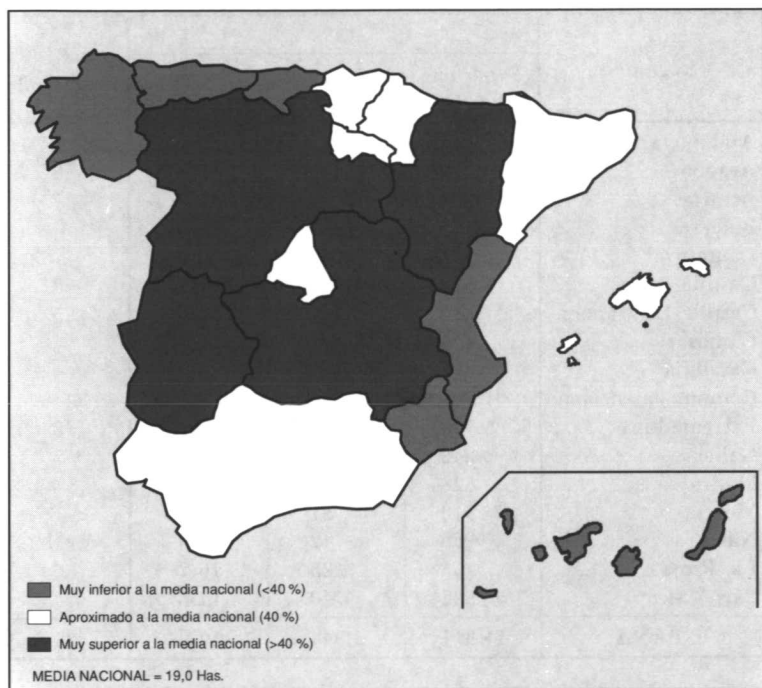 Muy inferior a la media nacional (<40 %)
Aproximado a la media nacional (40 %)
Muy superior a la media nacional (>40 %)
MEDIA NACIONAL = 19,0 Has.